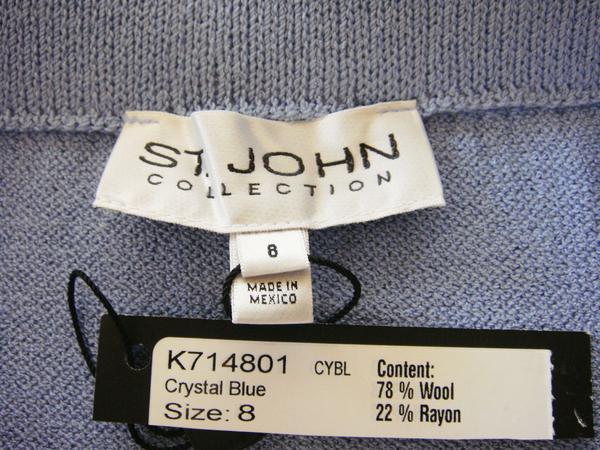 ST. JOHN
COLLECTION
8
MADE IN
MEXICO
K714801 CYBL
Crystal Blue
Size: 8
Content:
78 % Wool
22 % Rayon